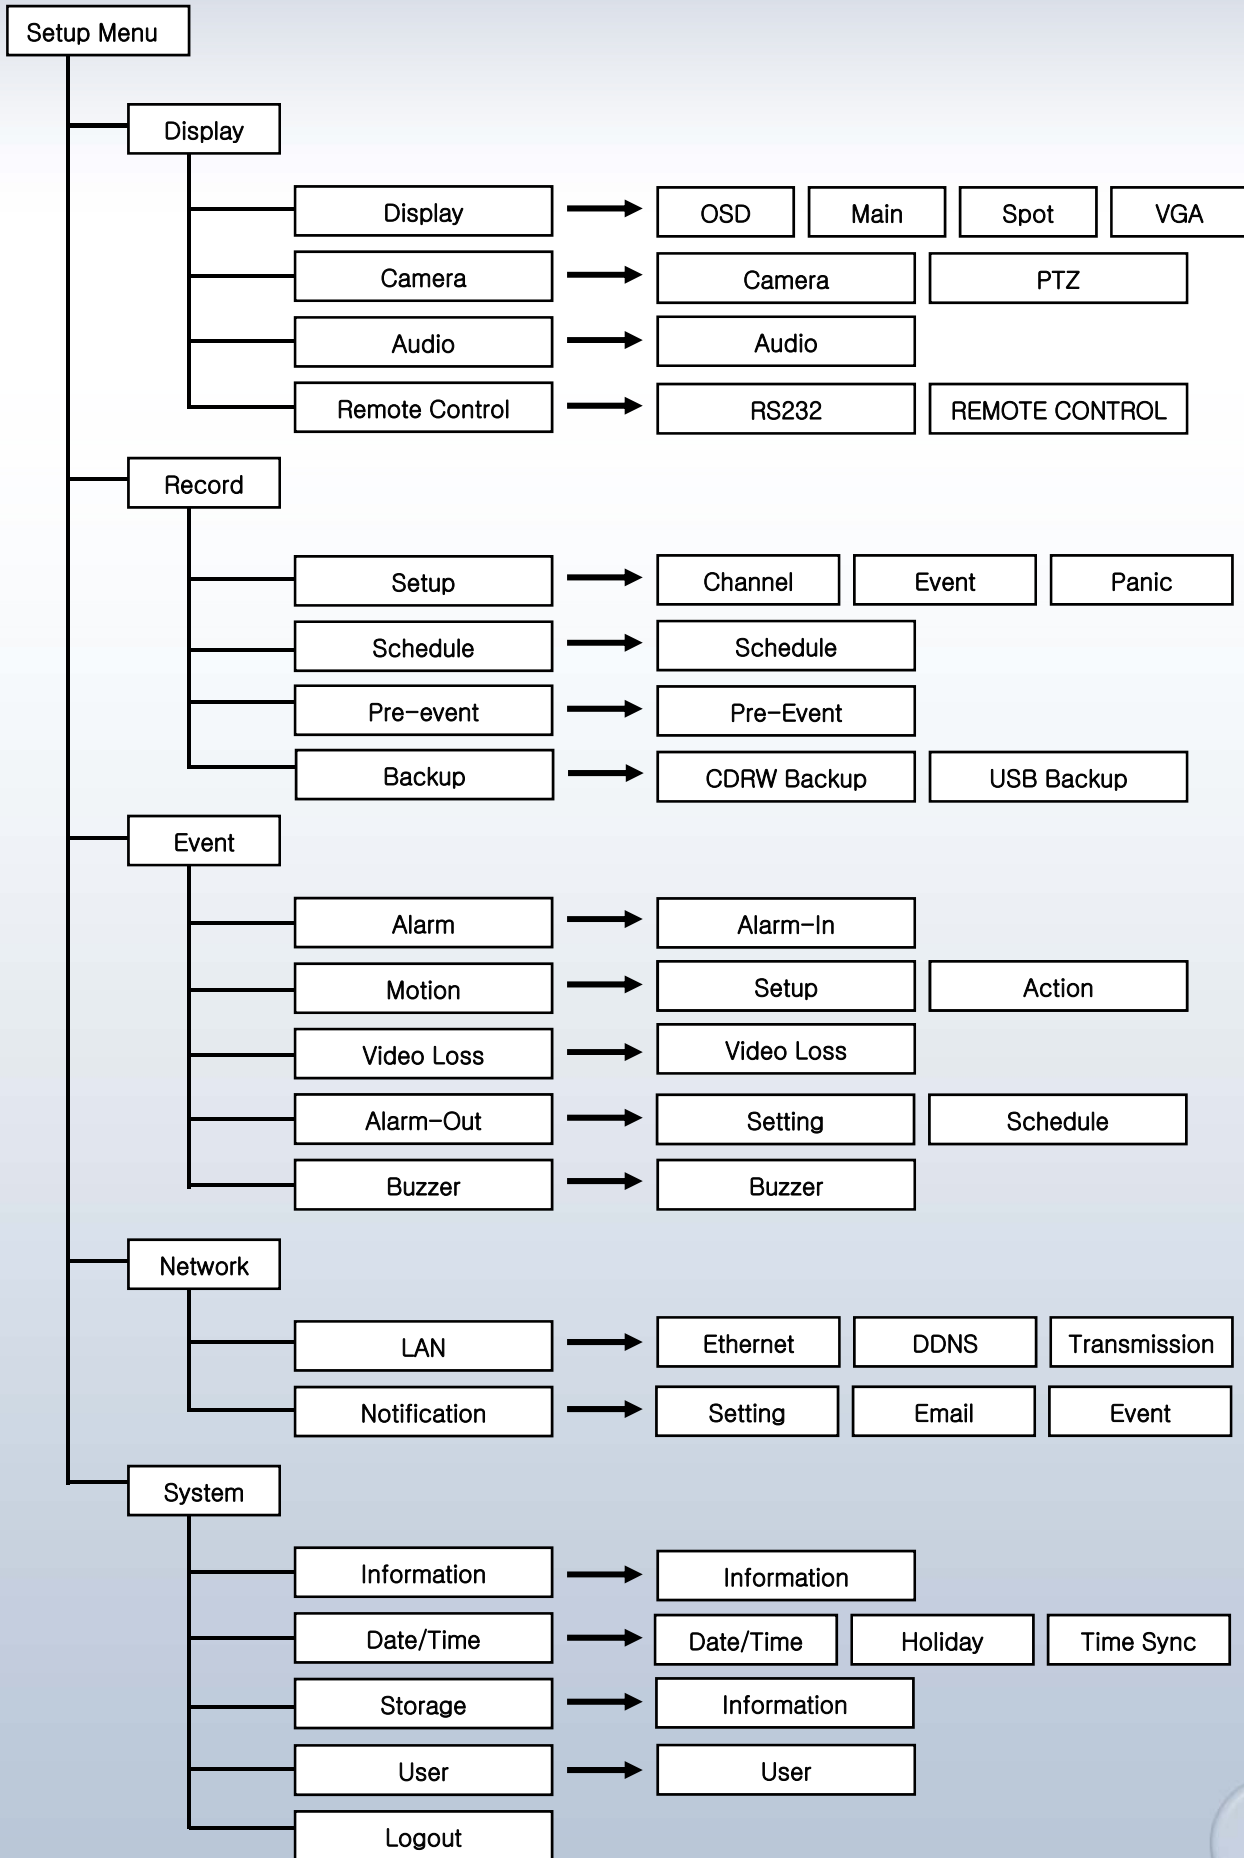 Setup Menu
Display
Display OSD Main Spot VGA
Camera Camera PTZ
Audio Audio
Remote Control RS232 REMOTE CONTROL
Record
Setup Channel Event Panic
Schedule Schedule
Pre-event Pre-Event
Backup CDRW Backup USB Backup
Event
Alarm Alarm-In
Motion Setup Action
Video Loss Video Loss
Alarm-Out Setting Schedule
Buzzer Buzzer
Network
LAN Ethernet DDNS Transmission
Notification Setting Email Event
System
Information Information
Date/Time Date/Time Holiday Time Sync
Storage Information
User User
Logout